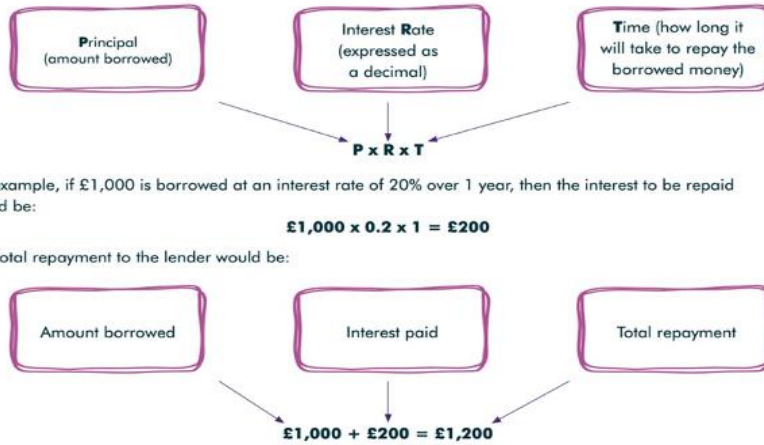 Principal
(amount borrowed)
Interest Rate
(expressed as
a decimal)
Time (how long it
will take to repay the
borrowed money)
P x R x T
xample, if £1,000 is borrowed at an interest rate of 20% over 1 year, then the interest to be repaid
d be:
£1,000 x 0.2 x 1 = £200
otal repayment to the lender would be:
Amount borrowed
Interest paid
Total repayment
£1,000 + £200 = £1,200